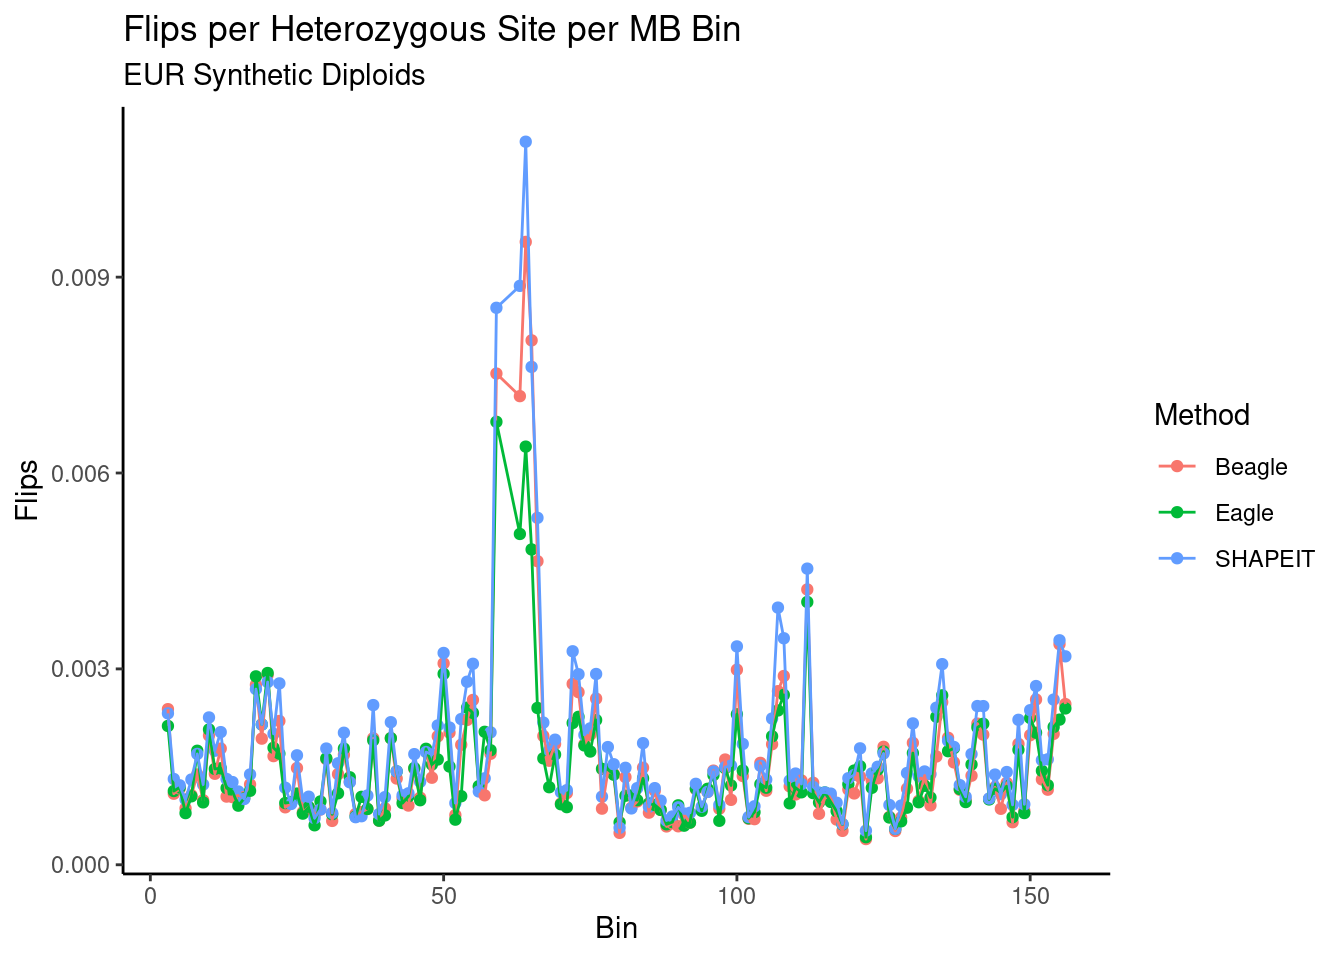 Flips per Heterozygous Site per MB Bin
EUR Synthetic Diploids
Flips
0.009
0.006
0.003
0.000
0
50
100
150
Bin
Method
Beagle
Eagle
SHAPEIT